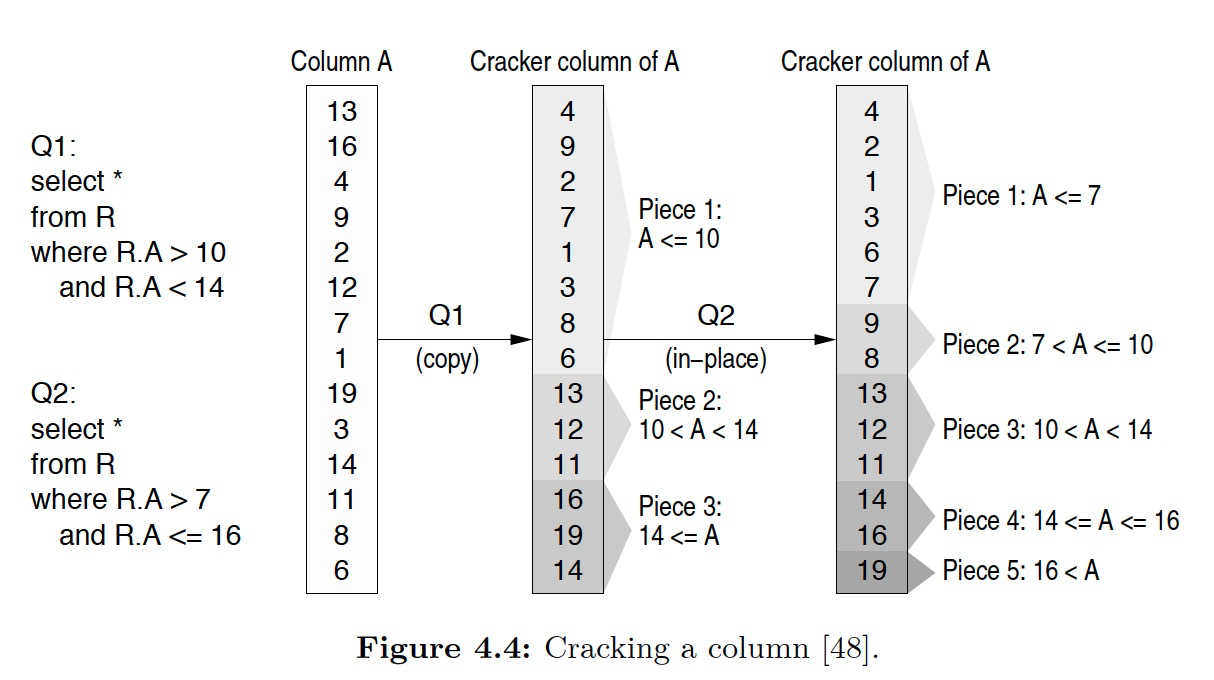 Column A
Cracker column of A
Cracker column of A
Q1:
select *
from R
where R.A > 10
and R.A < 14
Q2:
select *
from R
where R.A > 7
and R.A <= 16
13
16
4
9
2
12
7
1
19
3
14
11
8
6
Q1
(copy)
4
9
2
7
1
3
8
6
13
12
11
16
19
14
Piece 1:
A <= 10
Piece 2:
10 < A < 14
Piece 3:
14 <= A
Q2
(in−place)
4
2
1
3
6
7
9
8
13
12
11
14
16
19
Piece 1: A <= 7
Piece 2: 7 < A <= 10
Piece 3: 10 < A < 14
Piece 4: 14 <= A <= 16
Piece 5: 16 < A
Figure 4.4: Cracking a column [48].